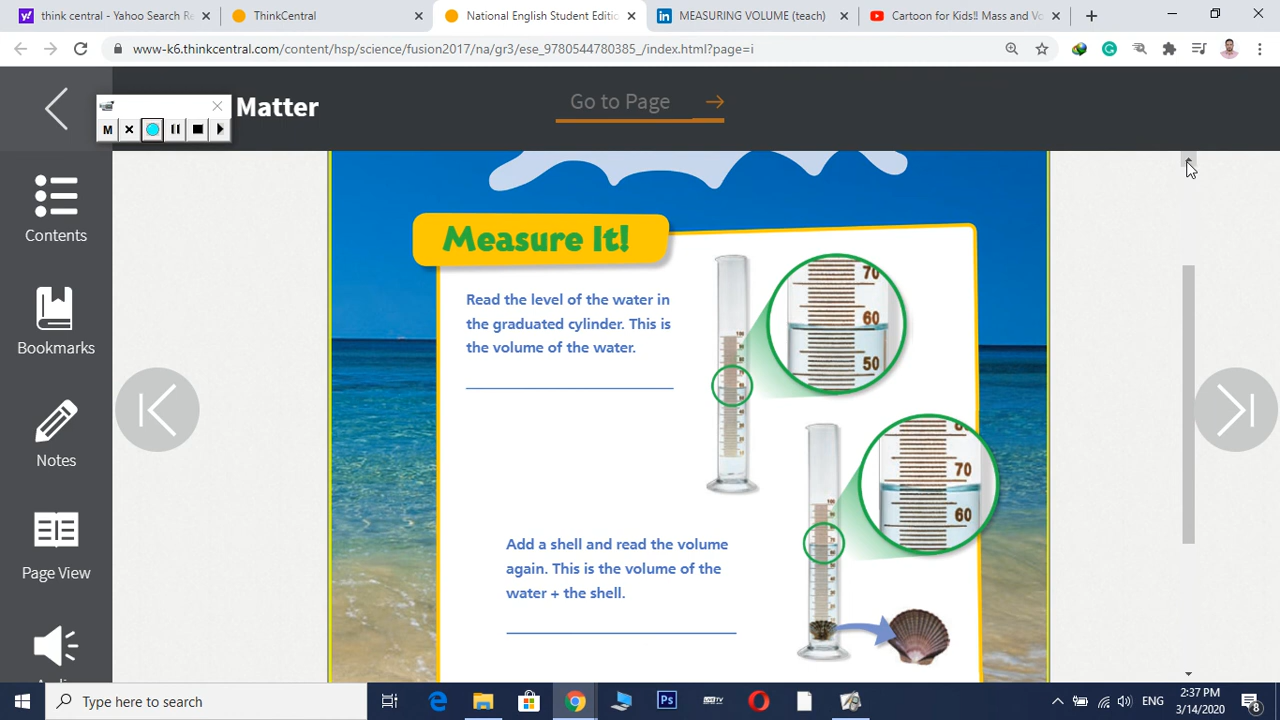 think central - Yahoo Search Re
ThinkCentral
National English Student Editio
MEASURING VOLUME (teach)
Cartoon for Kids!! Mass and Vo
www-k6.thinkcentral.com/content/hsp/science/fusion2017/na/gr3/ese_9780544780385_/index.html?page=i
M
Matter
Go to Page
Contents
Bookmarks
Notes
Page View
Measure It!
Read the level of the water in
the graduated cylinder. This is
the volume of the water.
70
60
50
70
60
Add a shell and read the volume
again. This is the volume of the
water + the shell.
Type here to search
Ps
ENG
2:37 PM
3/14/2020
8